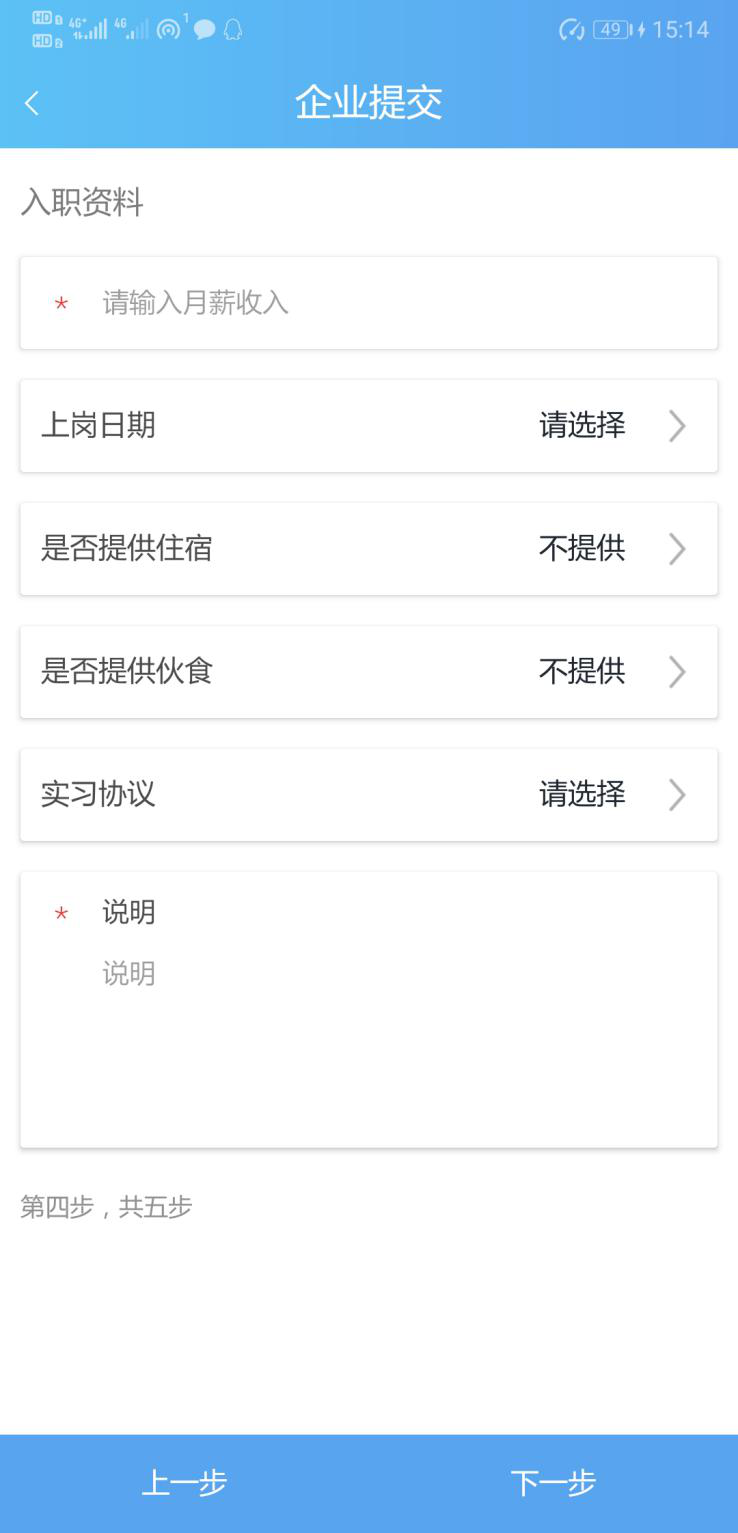 HD 1 4G+ 4G 1 49 15:14
HD 2
企业提交
入职资料
* 请输入月薪收入
上岗日期 请选择
是否提供住宿 不提供
是否提供伙食 不提供
实习协议 请选择
* 说明
说明
第四步，共五步
上一步 下一步